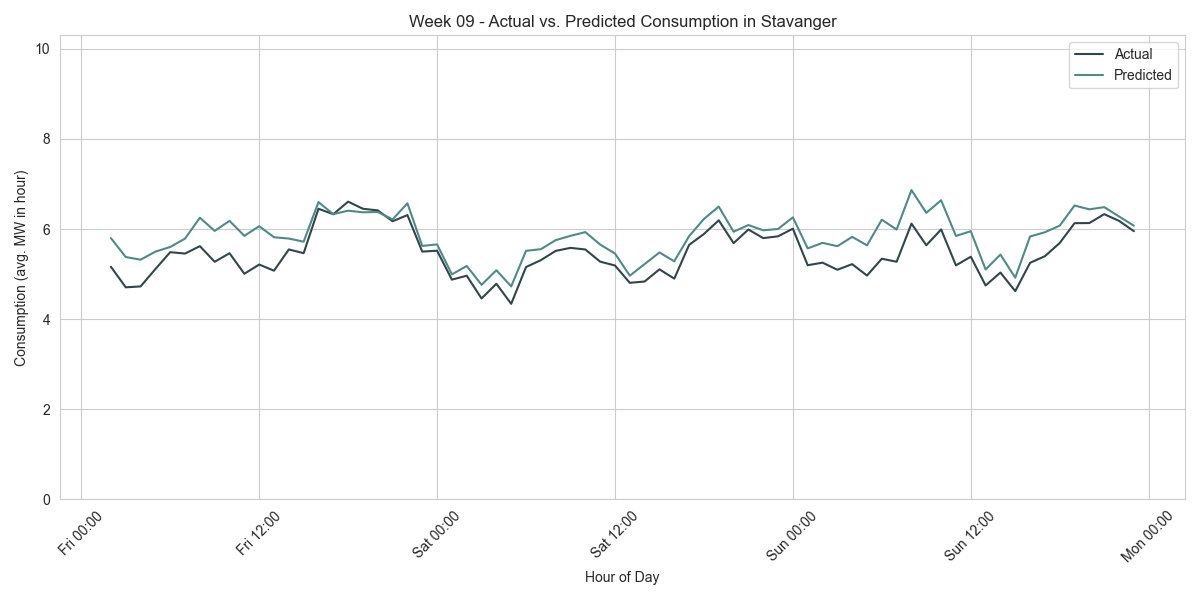 Week 09 - Actual vs. Predicted Consumption in Stavanger
Actual
Predicted
Consumption (avg. MW in hour)
10
8
6
4
2
0
Fri 00:00
Fri 12:00
Sat 00:00
Sat 12:00
Sun 00:00
Sun 12:00
Mon 00:00
Hour of Day